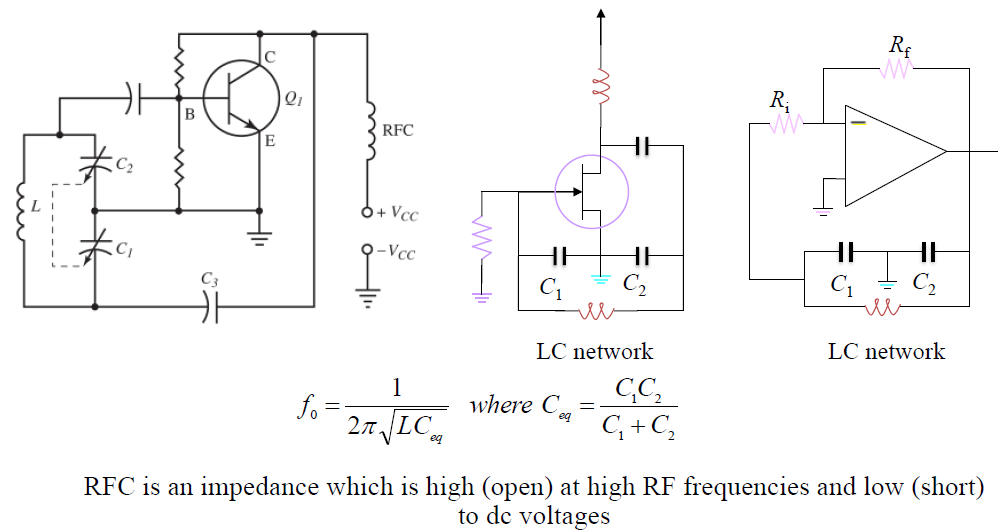 C
Q1
B
E
RFC
C2
L
+ VCC
−VCC
C1
C3
C1
C2
LC network
Rf
Ri
−
C1
C2
LC network
f0 = 1 / 2π√LCeq where Ceq = C1C2 / C1 + C2
RFC is an impedance which is high (open) at high RF frequencies and low (short)
to dc voltages